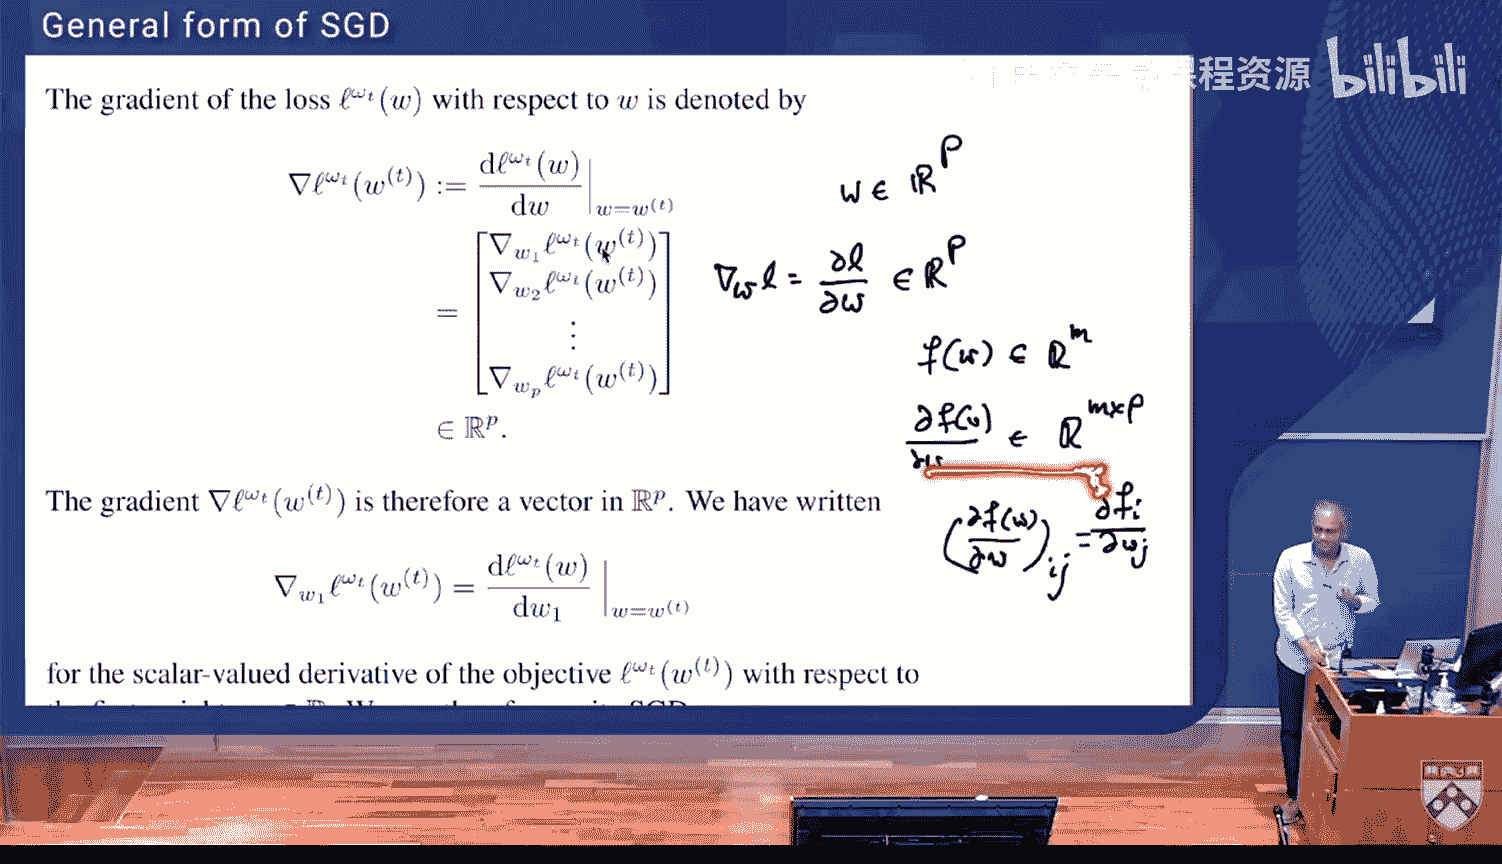 General form of SGD
课程资源 bilibili
The gradient of the loss ℓ^{ω_t}(w) with respect to w is denoted by
∇ℓ^{ω_t}(w^{(t)}) := dℓ^{ω_t}(w)/dw |_{w=w^{(t)}}
= [∇_{w_1} ℓ^{ω_t}(w^{(t)})
∇_{w_2} ℓ^{ω_t}(w^{(t)})
⋮
∇_{w_p} ℓ^{ω_t}(w^{(t)})]
∈ ℝ^p.
w ∈ ℝ^p
∇_w ℓ = ∂ℓ/∂w ∈ ℝ^p
f(w) ∈ ℝ^m
∂f(w)/∂w ∈ ℝ^{m×p}
(∂f(w)/∂w)_{ij} = ∂f_i/∂w_j
The gradient ∇ℓ^{ω_t}(w^{(t)}) is therefore a vector in ℝ^p. We have written
∇_{w_1} ℓ^{ω_t}(w^{(t)}) = dℓ^{ω_t}(w)/dw_1 |_{w=w^{(t)}}
for the scalar-valued derivative of the objective ℓ^{ω_t}(w^{(t)}) with respect to